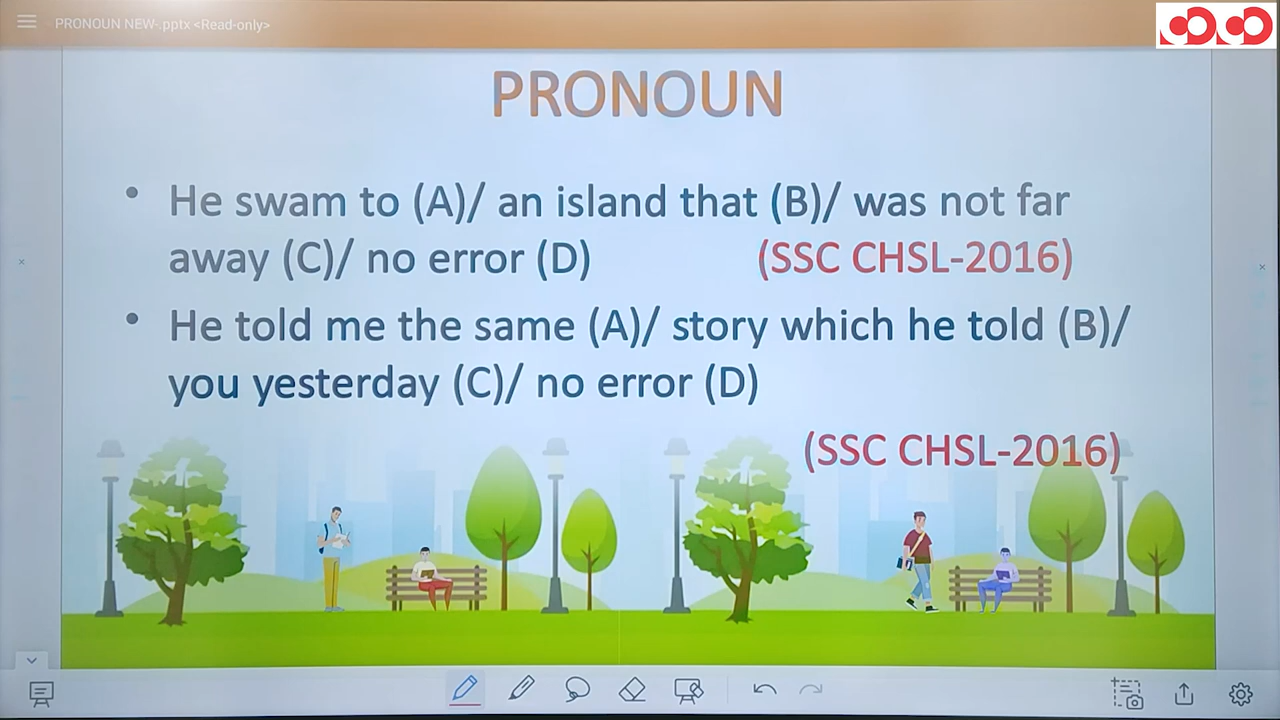 PRONOUN NEW-.pptx <Read-only>
PRONOUN
• He swam to (A)/ an island that (B)/ was not far
away (C)/ no error (D) (SSC CHSL-2016)
• He told me the same (A)/ story which he told (B)/
you yesterday (C)/ no error (D)
(SSC CHSL-2016)